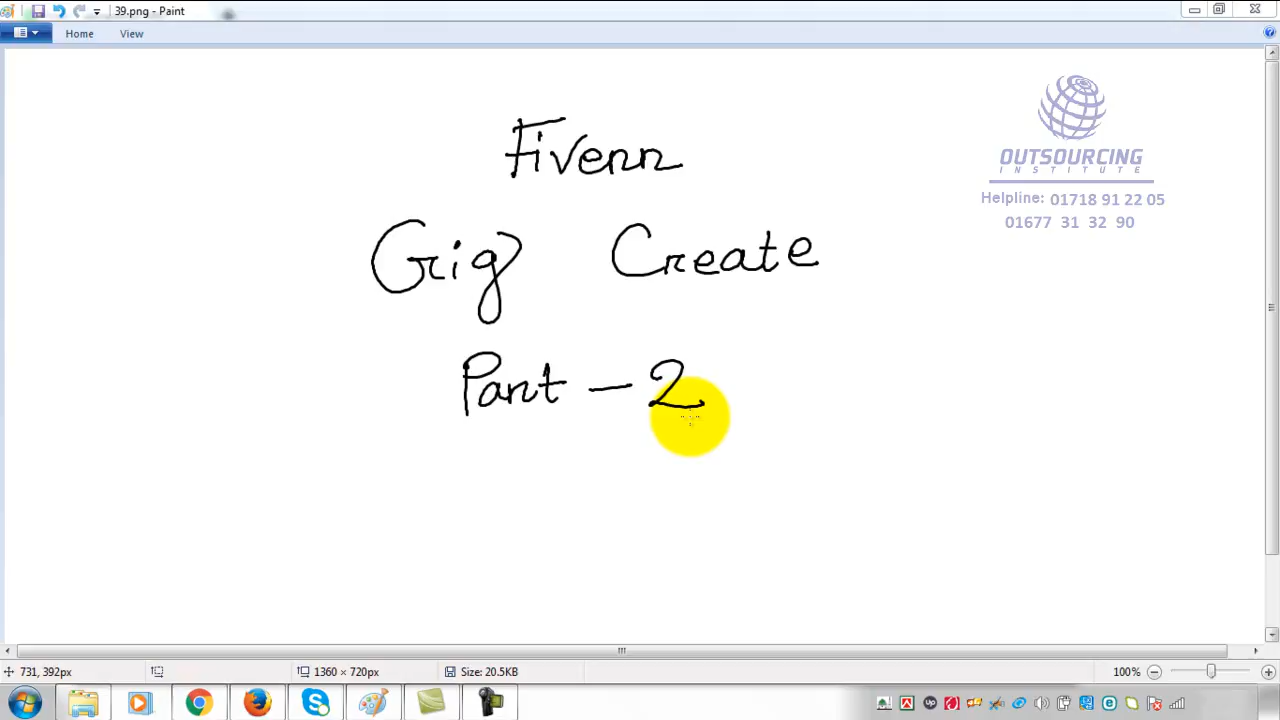 39.png - Paint
Home View
OUTSOURCING
INSTITUTE
Helpline: 01718 91 22 05
01677 31 32 90
Fiverr
Gig Create
Part - 2
731, 392px 1360 × 720px Size: 20.5KB 100%